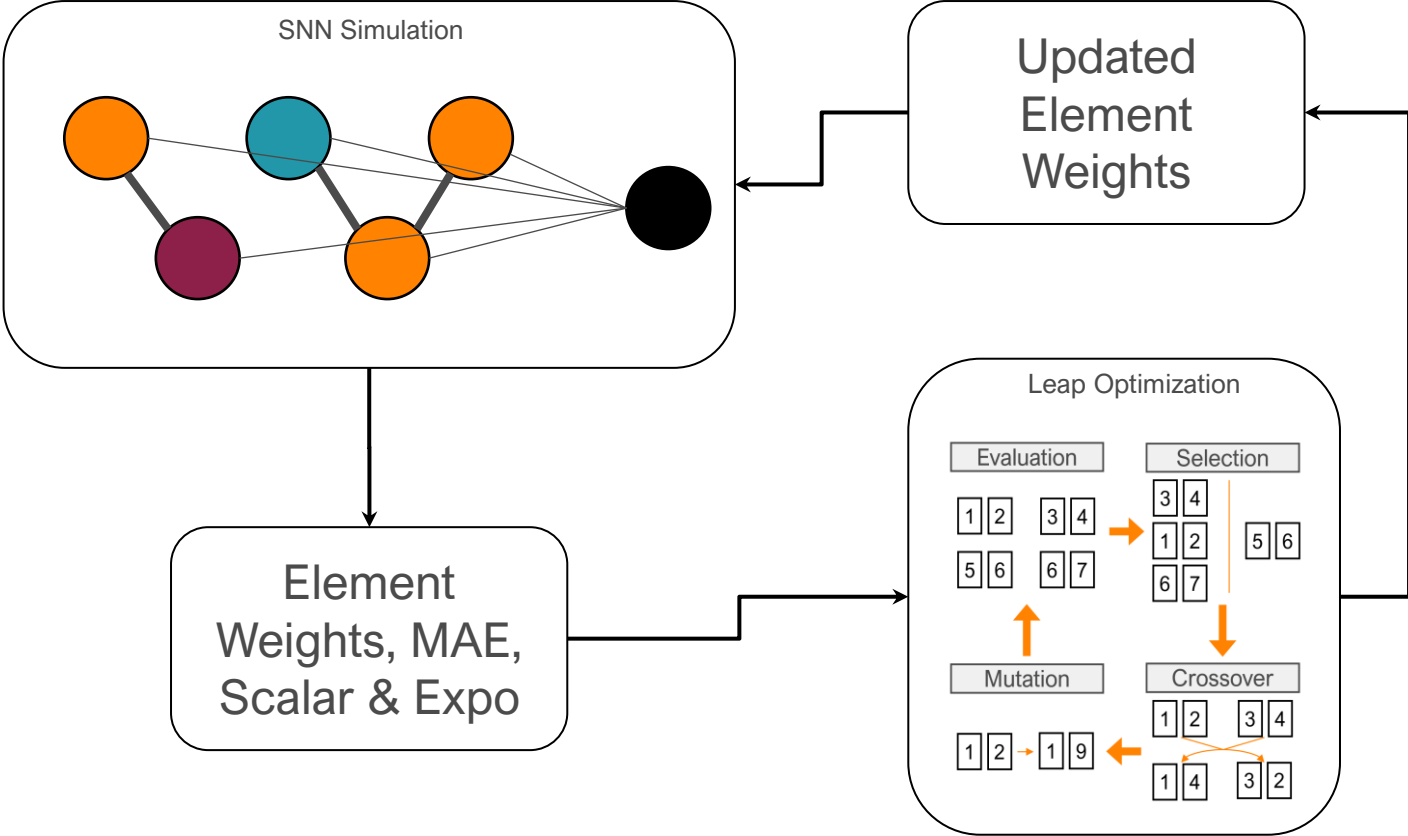 SNN Simulation
Updated
Element
Weights
Element
Weights, MAE,
Scalar & Expo
Leap Optimization
Evaluation
Selection
1 2 3 4
5 6 6 7
3 4
1 2
6 7
5 6
Mutation
Crossover
1 2 1 9
1 2 3 4
1 4 3 2